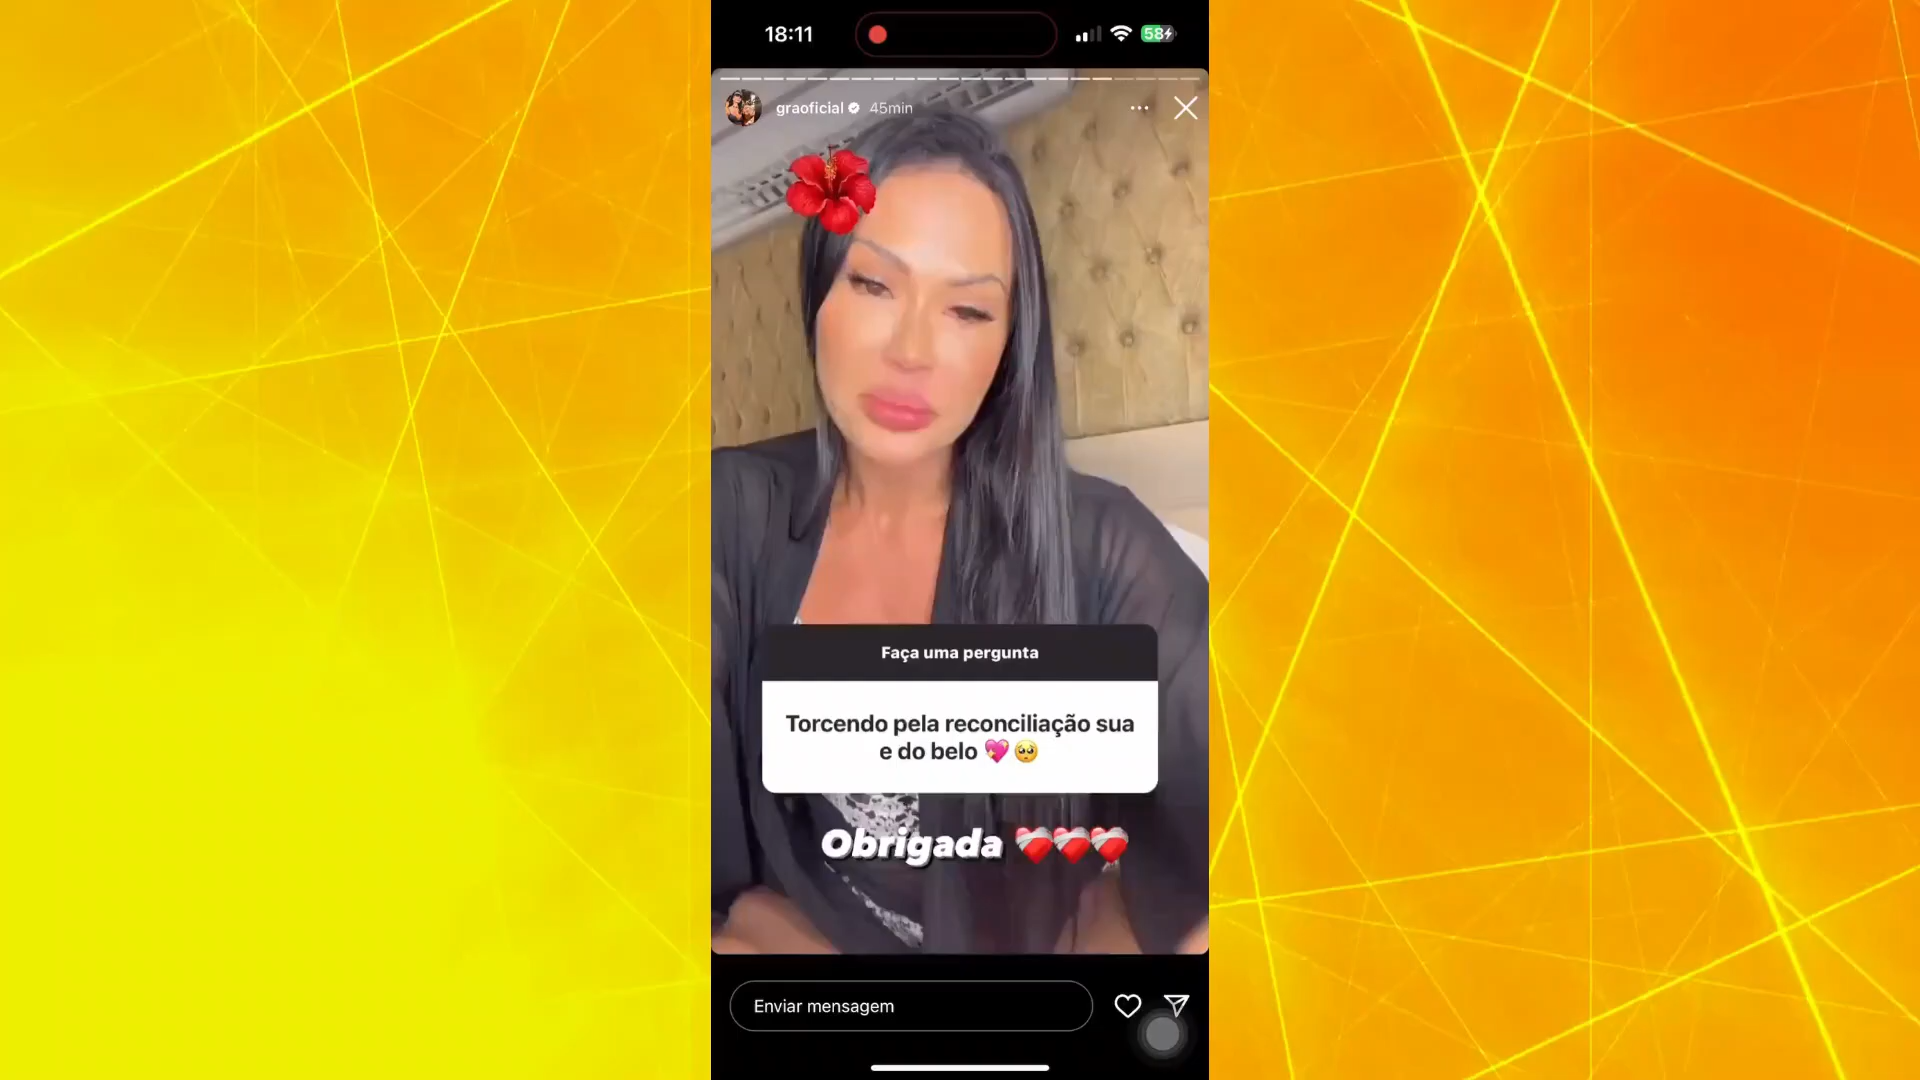 18:11
58
graoficial 45min
Faça uma pergunta
Torcendo pela reconciliação sua
e do belo 💖🥺
Obrigada ❤️‍🩹❤️‍🩹❤️‍🩹
Enviar mensagem